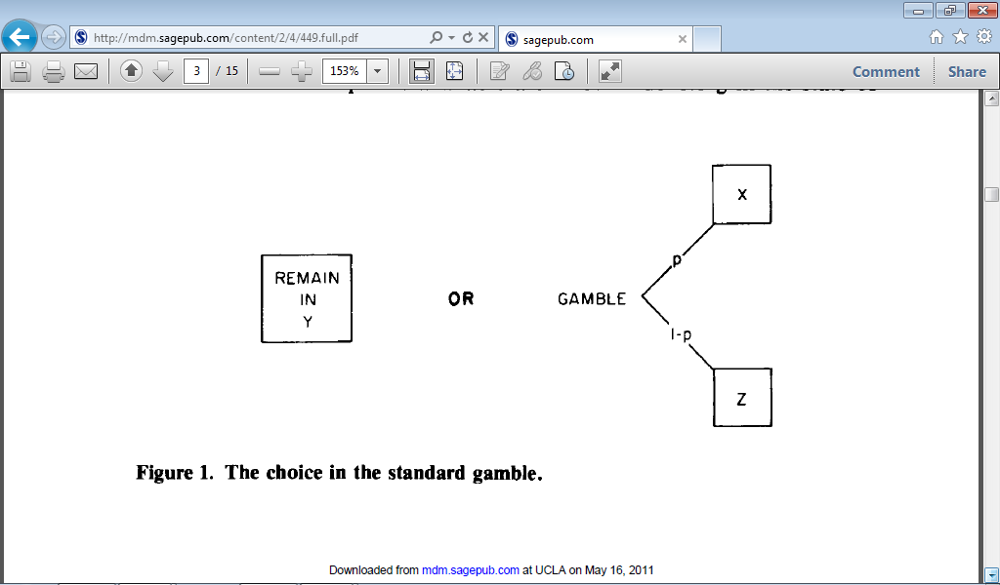 http://mdm.sagepub.com/content/2/4/449.full.pdf
sagepub.com
3 / 15
153%
Comment
Share
X
p
REMAIN
IN
Y
OR
GAMBLE
1-p
Z
Figure 1. The choice in the standard gamble.
Downloaded from mdm.sagepub.com at UCLA on May 16, 2011